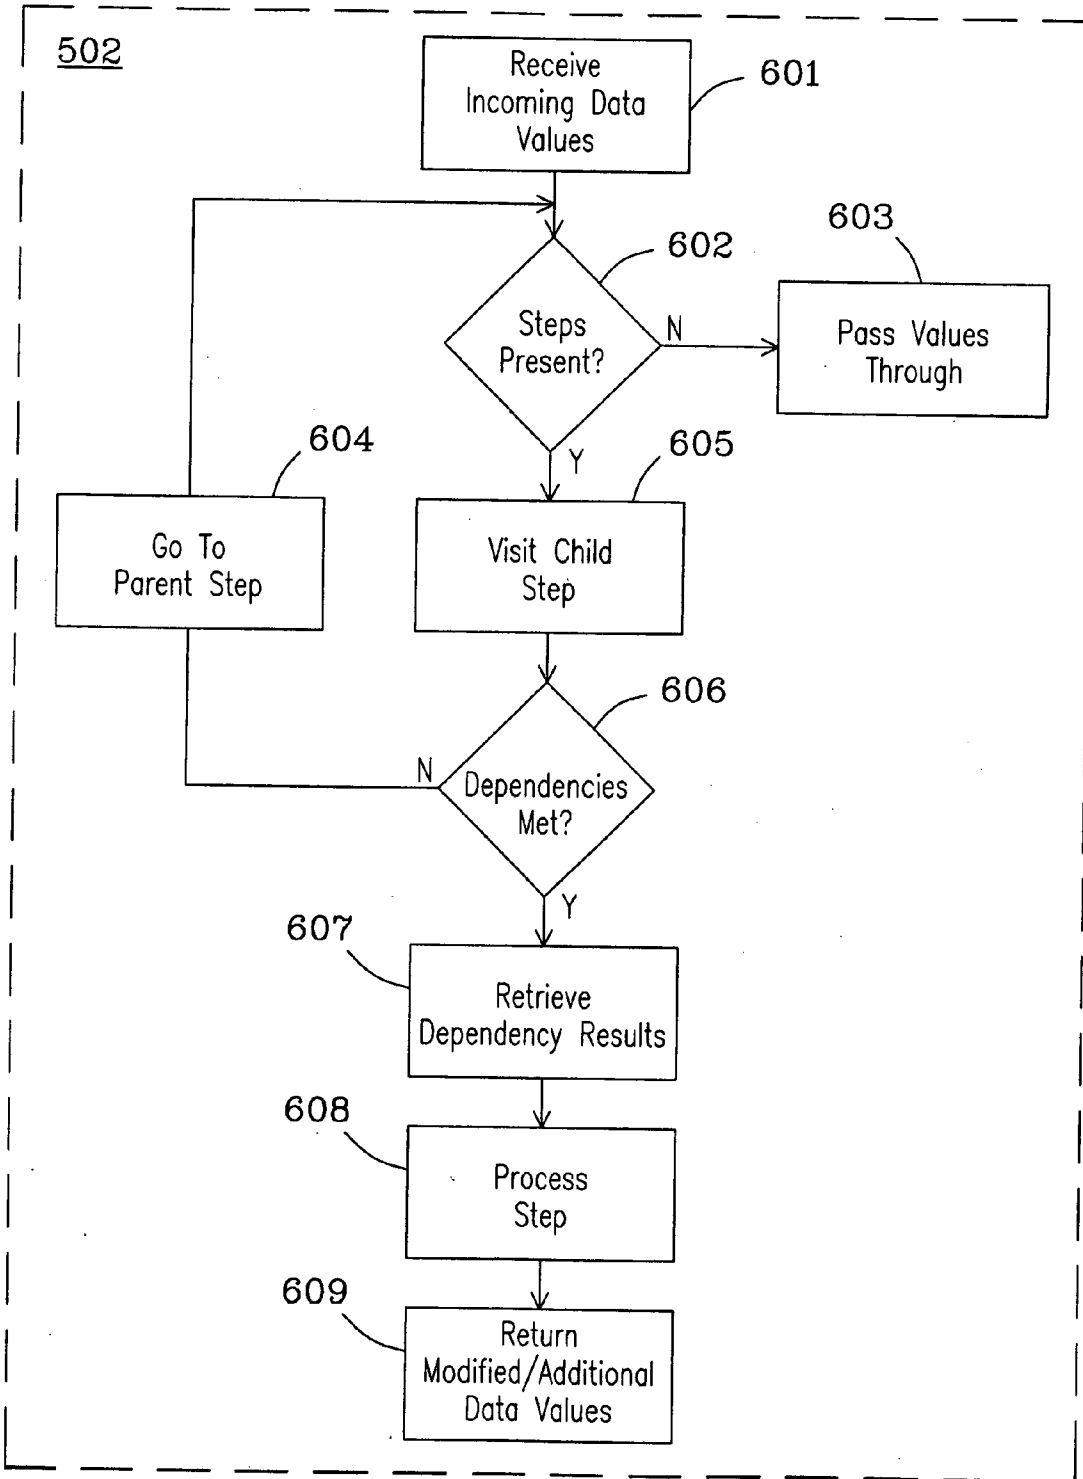 502
Receive
Incoming Data
Values
601
602
Steps
Present?
N
Y
603
Pass Values
Through
604
Go To
Parent Step
605
Visit Child
Step
606
Dependencies
Met?
N
Y
607
Retrieve
Dependency Results
608
Process
Step
609
Return
Modified/Additional
Data Values